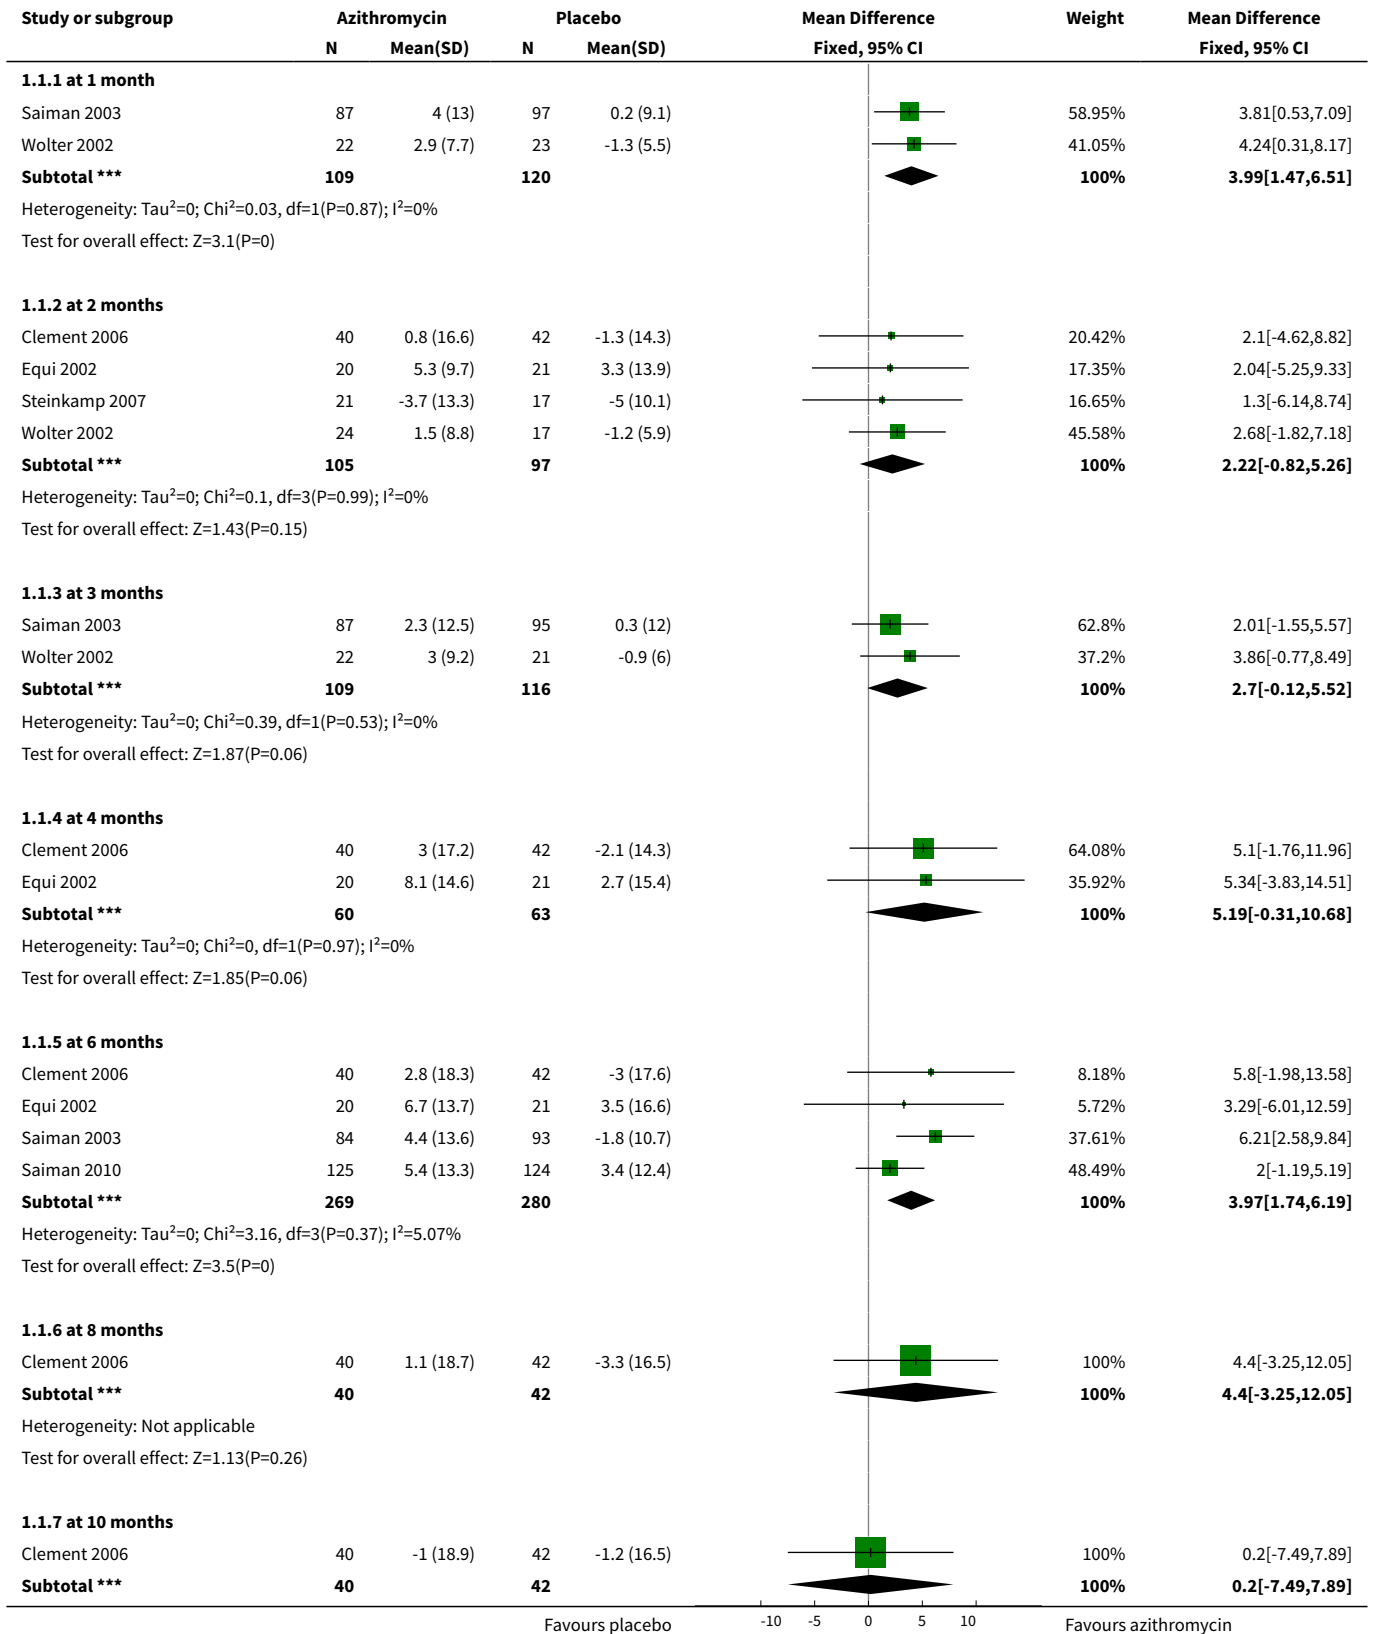 Study or subgroup Azithromycin Placebo Mean Difference Weight Mean Difference
N Mean(SD) N Mean(SD) Fixed, 95% CI Fixed, 95% CI
1.1.1 at 1 month
Saiman 2003 87 4 (13) 97 0.2 (9.1) 58.95% 3.81[0.53,7.09]
Wolter 2002 22 2.9 (7.7) 23 -1.3 (5.5) 41.05% 4.24[0.31,8.17]
Subtotal *** 109 120 100% 3.99[1.47,6.51]
Heterogeneity: Tau²=0; Chi²=0.03, df=1(P=0.87); I²=0%
Test for overall effect: Z=3.1(P=0)
1.1.2 at 2 months
Clement 2006 40 0.8 (16.6) 42 -1.3 (14.3) 20.42% 2.1[-4.62,8.82]
Equi 2002 20 5.3 (9.7) 21 3.3 (13.9) 17.35% 2.04[-5.25,9.33]
Steinkamp 2007 21 -3.7 (13.3) 17 -5 (10.1) 16.65% 1.3[-6.14,8.74]
Wolter 2002 24 1.5 (8.8) 17 -1.2 (5.9) 45.58% 2.68[-1.82,7.18]
Subtotal *** 105 97 100% 2.22[-0.82,5.26]
Heterogeneity: Tau²=0; Chi²=0.1, df=3(P=0.99); I²=0%
Test for overall effect: Z=1.43(P=0.15)
1.1.3 at 3 months
Saiman 2003 87 2.3 (12.5) 95 0.3 (12) 62.8% 2.01[-1.55,5.57]
Wolter 2002 22 3 (9.2) 21 -0.9 (6) 37.2% 3.86[-0.77,8.49]
Subtotal *** 109 116 100% 2.7[-0.12,5.52]
Heterogeneity: Tau²=0; Chi²=0.39, df=1(P=0.53); I²=0%
Test for overall effect: Z=1.87(P=0.06)
1.1.4 at 4 months
Clement 2006 40 3 (17.2) 42 -2.1 (14.3) 64.08% 5.1[-1.76,11.96]
Equi 2002 20 8.1 (14.6) 21 2.7 (15.4) 35.92% 5.34[-3.83,14.51]
Subtotal *** 60 63 100% 5.19[-0.31,10.68]
Heterogeneity: Tau²=0; Chi²=0, df=1(P=0.97); I²=0%
Test for overall effect: Z=1.85(P=0.06)
1.1.5 at 6 months
Clement 2006 40 2.8 (18.3) 42 -3 (17.6) 8.18% 5.8[-1.98,13.58]
Equi 2002 20 6.7 (13.7) 21 3.5 (16.6) 5.72% 3.29[-6.01,12.59]
Saiman 2003 84 4.4 (13.6) 93 -1.8 (10.7) 37.61% 6.21[2.58,9.84]
Saiman 2010 125 5.4 (13.3) 124 3.4 (12.4) 48.49% 2[-1.19,5.19]
Subtotal *** 269 280 100% 3.97[1.74,6.19]
Heterogeneity: Tau²=0; Chi²=3.16, df=3(P=0.37); I²=5.07%
Test for overall effect: Z=3.5(P=0)
1.1.6 at 8 months
Clement 2006 40 1.1 (18.7) 42 -3.3 (16.5) 100% 4.4[-3.25,12.05]
Subtotal *** 40 42 100% 4.4[-3.25,12.05]
Heterogeneity: Not applicable
Test for overall effect: Z=1.13(P=0.26)
1.1.7 at 10 months
Clement 2006 40 -1 (18.9) 42 -1.2 (16.5) 100% 0.2[-7.49,7.89]
Subtotal *** 40 42 100% 0.2[-7.49,7.89]
Favours placebo -10 -5 0 5 10 Favours azithromycin